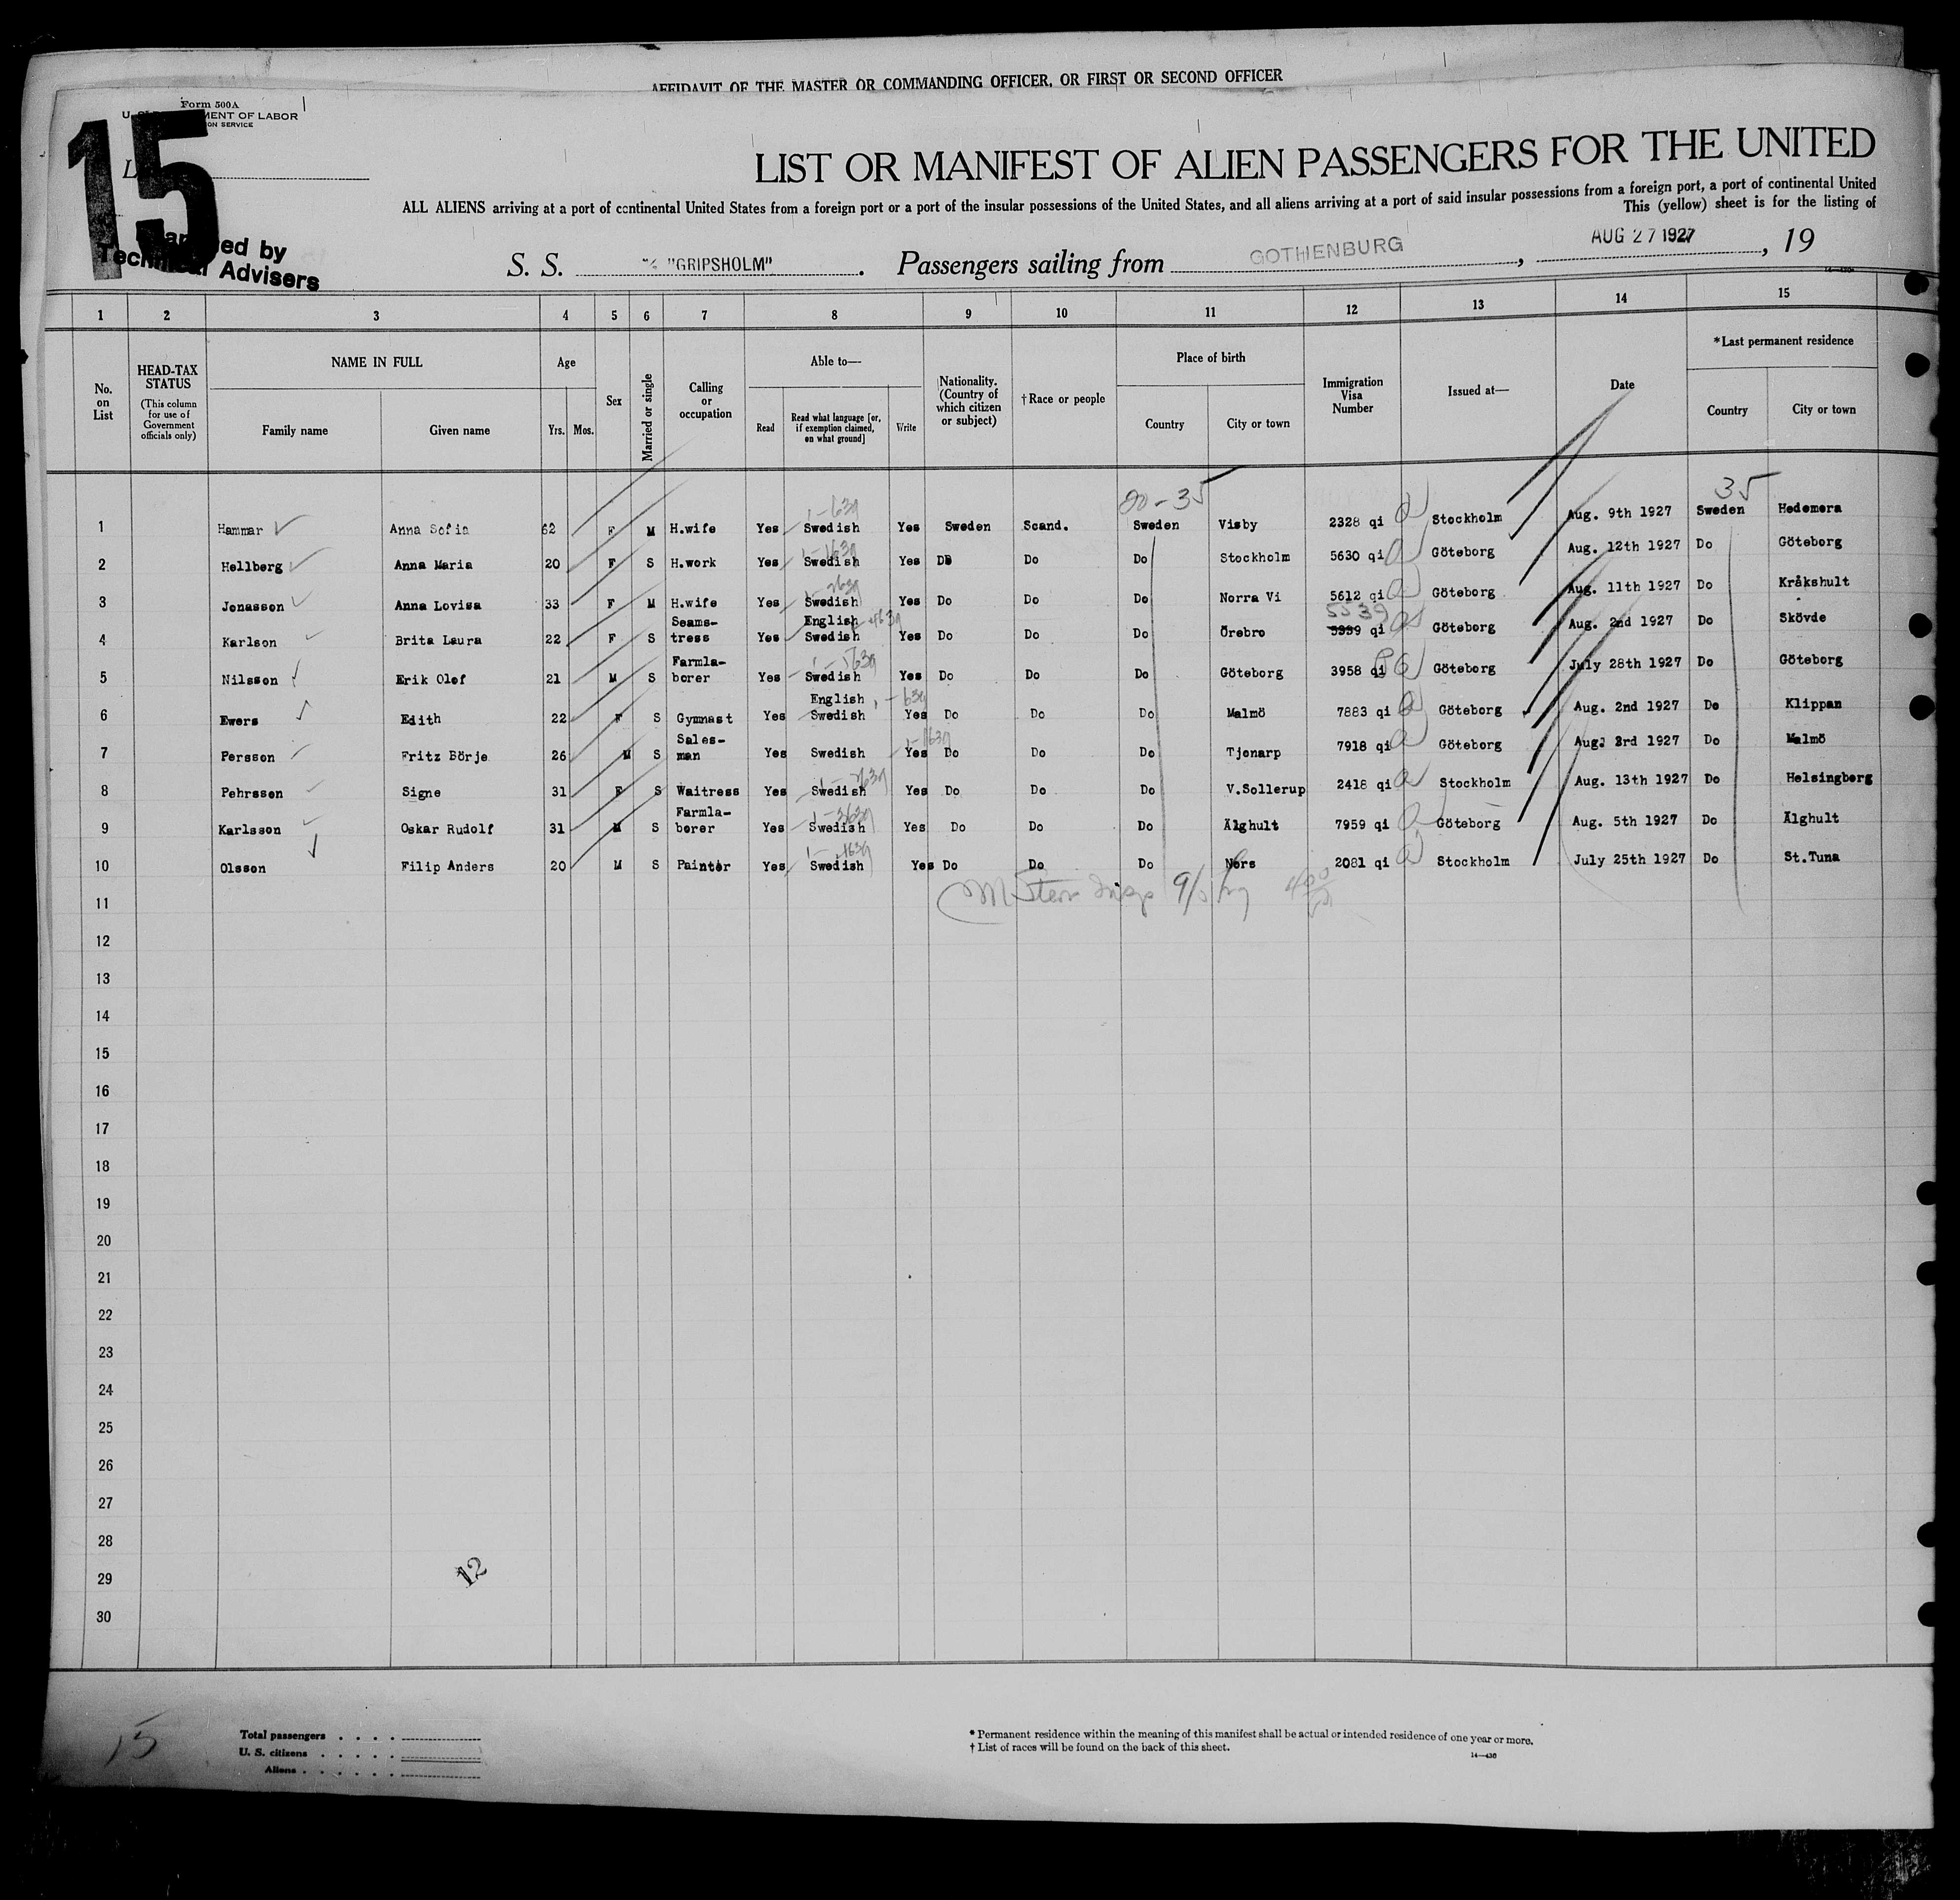 AFFIDAVIT OF THE MASTER OR COMMANDING OFFICER, OR FIRST OR SECOND OFFICER
Form 500A
U. S. MENT OF LABOR
SERVICE
15
LIST OR MANIFEST OF ALIEN PASSENGERS FOR THE UNITED
ALL ALIENS arriving at a port of continental United States from a foreign port or a port of the insular possessions of the United States, and all aliens arriving at a port of said insular possessions from a foreign port, a port of continental United
This (yellow) sheet is for the listing of
ed by
Technical Advisers
S. S. "GRIPSHOLM" . Passengers sailing from GOTHENBURG , AUG 27 1927 , 19
1 2 3 4 5 6 7 8 9 10 11 12 13 14 15
No. on List
HEAD-TAX STATUS
(This column for use of Government officials only)
NAME IN FULL
Family name Given name
Age
Yrs. Mos.
Sex
Married or single
Calling or occupation
Able to—
Read
Read what language [or, if exemption claimed, on what ground]
Write
Nationality. (Country of which citizen or subject)
†Race or people
Place of birth
Country City or town
Immigration Visa Number
Issued at—
Date
*Last permanent residence
Country City or town
20-35 35
1 Hammar Anna Sofia 62 F M H.wife Yes Swedish Yes Sweden Scand. Sweden Visby 2328 qi Stockholm Aug. 9th 1927 Sweden Hedemora
2 Hellberg Anna Maria 20 F S H.work Yes Swedish Yes Do Do Do Stockholm 5630 qi Göteborg Aug. 12th 1927 Do Göteborg
3 Jonasson Anna Lovisa 33 F M H.wife Yes Swedish Yes Do Do Do Norra Vi 5612 qi Göteborg Aug. 11th 1927 Do Kråkshult
Seams- English 5539
4 Karlson Brita Laura 22 F S tress Yes Swedish Yes Do Do Do Örebro 5939 qi Göteborg Aug. 2nd 1927 Do Skövde
Farmla-
5 Nilsson Erik Olof 21 M S borer Yes Swedish Yes Do Do Do Göteborg 3958 qi Göteborg July 28th 1927 Do Göteborg
English
6 Ewers Edith 22 F S Gymnast Yes Swedish Yes Do Do Do Malmö 7883 qi Göteborg Aug. 2nd 1927 Do Klippan
Sales-
7 Persson Fritz Börje 26 M S man Yes Swedish Yes Do Do Do Tjonarp 7918 qi Göteborg Aug. 3rd 1927 Do Malmö
8 Pehrsson Signe 31 F S Waitress Yes Swedish Yes Do Do Do V.Sollerup 2418 qi Stockholm Aug. 13th 1927 Do Helsingberg
Farmla-
9 Karlsson Oskar Rudolf 31 M S borer Yes Swedish Yes Do Do Do Älghult 7959 qi Göteborg Aug. 5th 1927 Do Älghult
10 Olsson Filip Anders 20 M S Painter Yes Swedish Yes Do Do Do Nors 2081 qi Stockholm July 25th 1927 Do St.Tuna
11
12
13
14
15
16
17
18
19
20
21
22
23
24
25
26
27
28
29
30
12
15
Total passengers
U. S. citizens
Aliens
* Permanent residence within the meaning of this manifest shall be actual or intended residence of one year or more.
† List of races will be found on the back of this sheet.
14—430